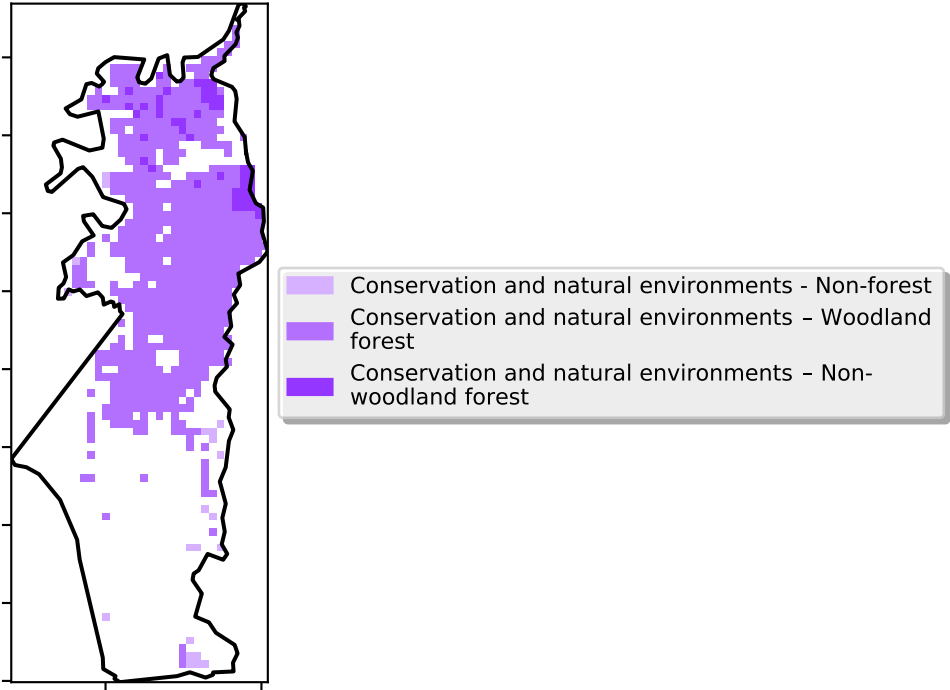 Conservation and natural environments - Non-forest
Conservation and natural environments – Woodland
forest
Conservation and natural environments – Non-
woodland forest